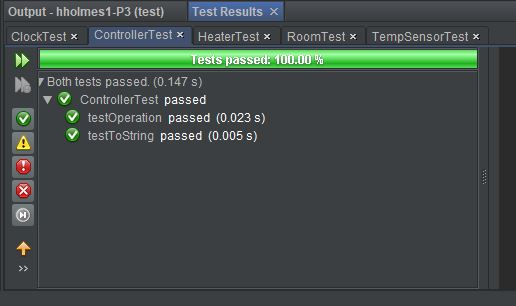 Output - hholmes1-P3 (test) Test Results ×
ClockTest × ControllerTest × HeaterTest × RoomTest × TempSensorTest ×
Tests passed: 100.00 %
Both tests passed. (0.147 s)
ControllerTest passed
testOperation passed (0.023 s)
testToString passed (0.005 s)
>>